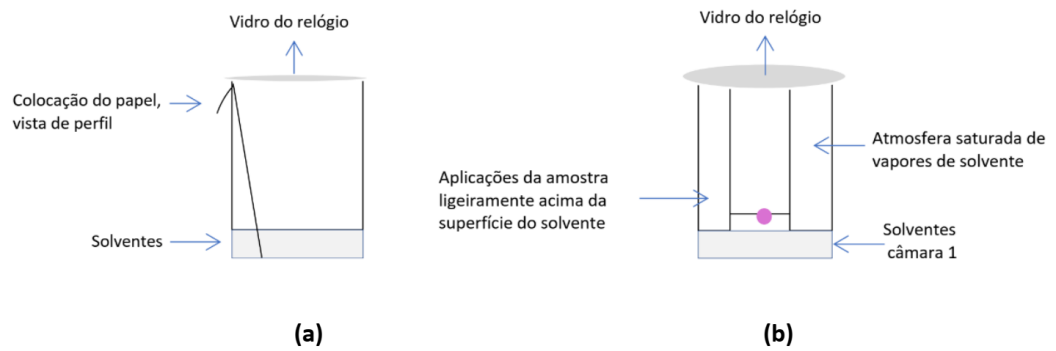 Vidro do relógio
Colocação do papel,
vista de perfil
Solventes
(a)
Vidro do relógio
Atmosfera saturada de
vapores de solvente
Aplicações da amostra
ligeiramente acima da
superfície do solvente
Solventes
câmara 1
(b)